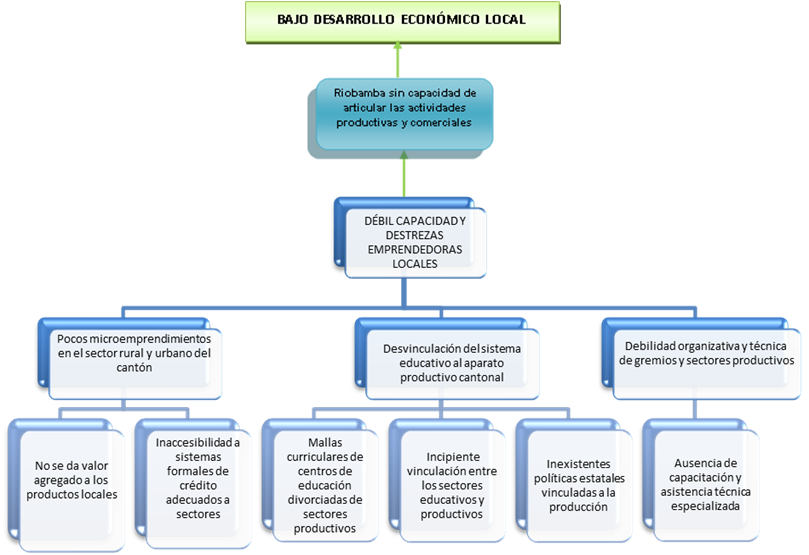 BAJO DESARROLLO ECONÓMICO LOCAL
Riobamba sin capacidad de
articular las actividades
productivas y comerciales
DÉBIL CAPACIDAD Y
DESTREZAS
EMPRENDEDORAS
LOCALES
Pocos microemprendimientos
en el sector rural y urbano del
cantón
Desvinculación del sistema
educativo al aparato
productivo cantonal
Debilidad organizativa y técnica
de gremios y sectores productivos
No se da valor
agregado a los
productos locales
Inaccesibilidad a
sistemas
formales de
crédito
adecuados a
sectores
Mallas
curriculares de
centros de
educación
divorciadas de
sectores
productivos
Incipiente
vinculación entre
los sectores
educativos y
productivos
Inexistentes
políticas estatales
vinculadas a la
producción
Ausencia de
capacitación y
asistencia técnica
especializada